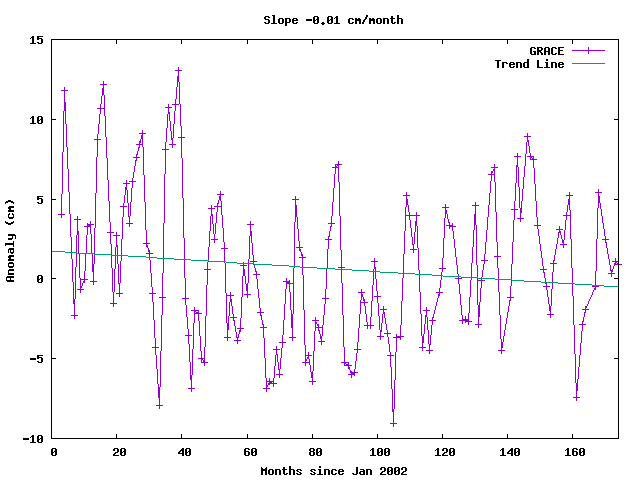 Slope -0.01 cm/month
GRACE
Trend Line
15
10
5
0
-5
-10
Anomaly (cm)
0 20 40 60 80 100 120 140 160
Months since Jan 2002